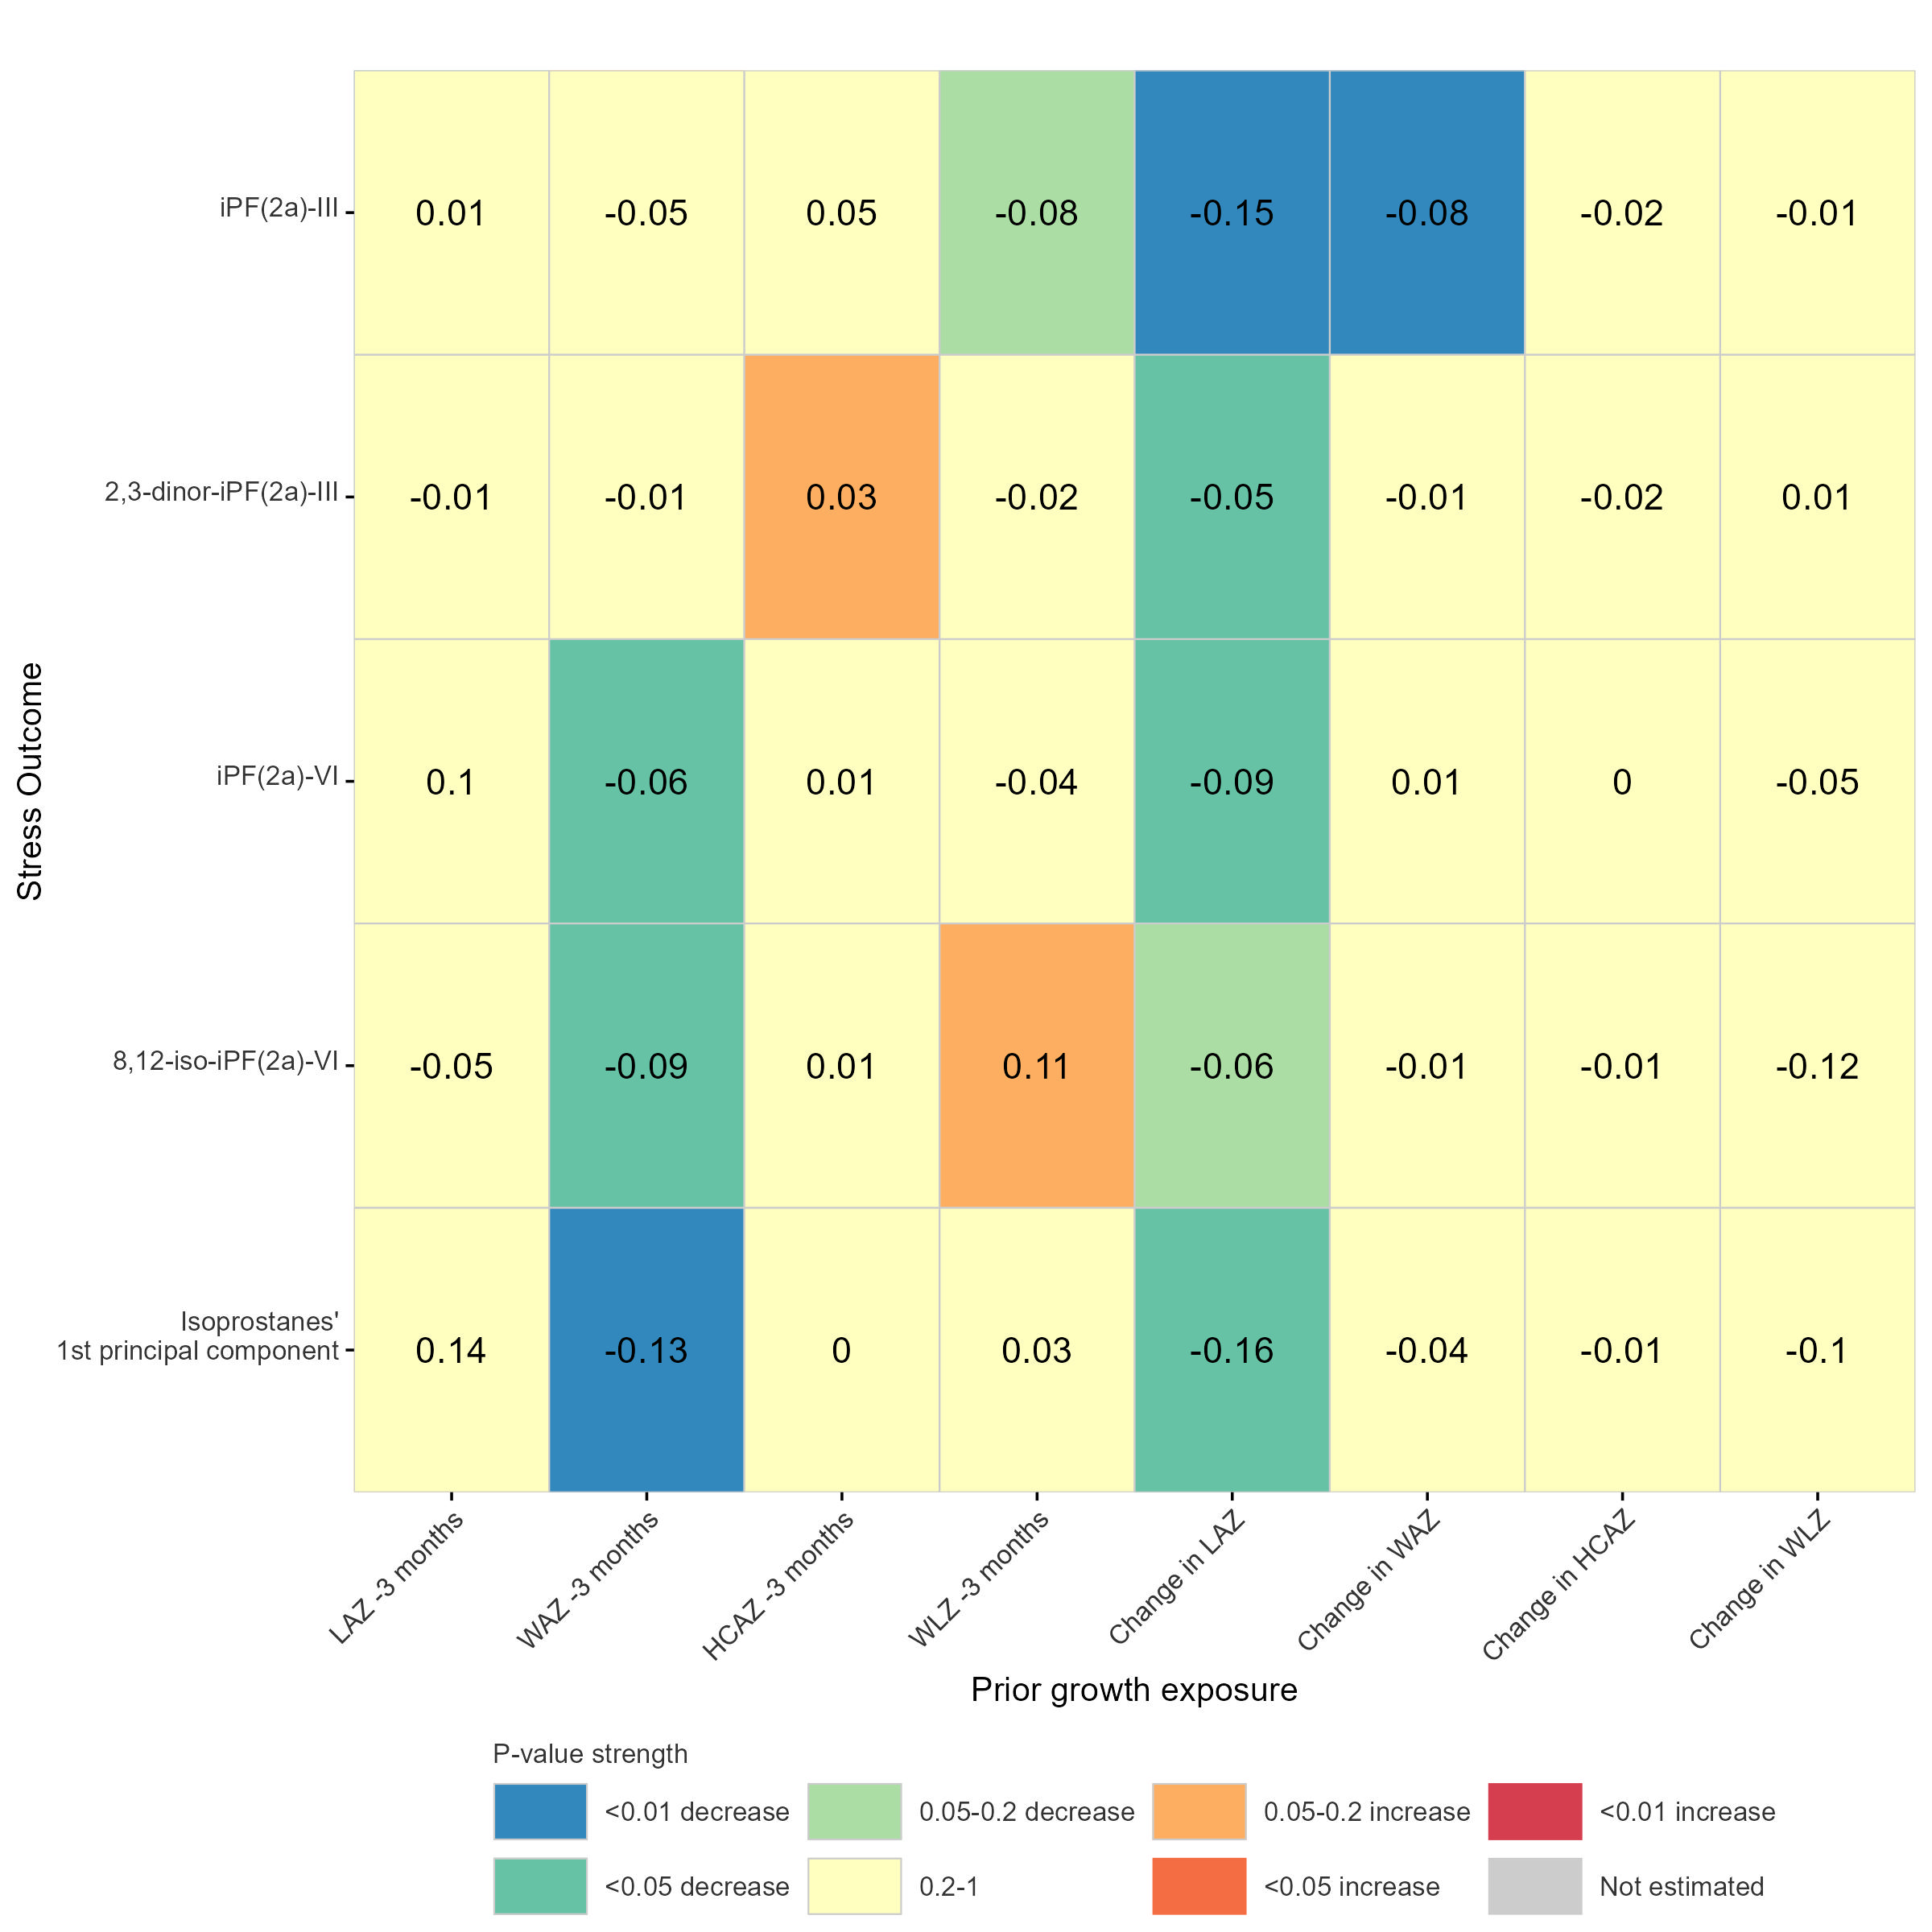 iPF(2a)-III
0.01 -0.05 0.05 -0.08 -0.15 -0.08 -0.02 -0.01
2,3-dinor-iPF(2a)-III
-0.01 -0.01 0.03 -0.02 -0.05 -0.01 -0.02 0.01
Stress Outcome
iPF(2a)-VI
0.1 -0.06 0.01 -0.04 -0.09 0.01 0 -0.05
8,12-iso-iPF(2a)-VI
-0.05 -0.09 0.01 0.11 -0.06 -0.01 -0.01 -0.12
Isoprostanes'
1st principal component
0.14 -0.13 0 0.03 -0.16 -0.04 -0.01 -0.1
LAZ -3 months
WAZ -3 months
HCAZ -3 months
WLZ -3 months
Change in LAZ
Change in WAZ
Change in HCAZ
Change in WLZ
Prior growth exposure
P-value strength
<0.01 decrease 0.05-0.2 decrease 0.05-0.2 increase <0.01 increase
<0.05 decrease 0.2-1 <0.05 increase Not estimated